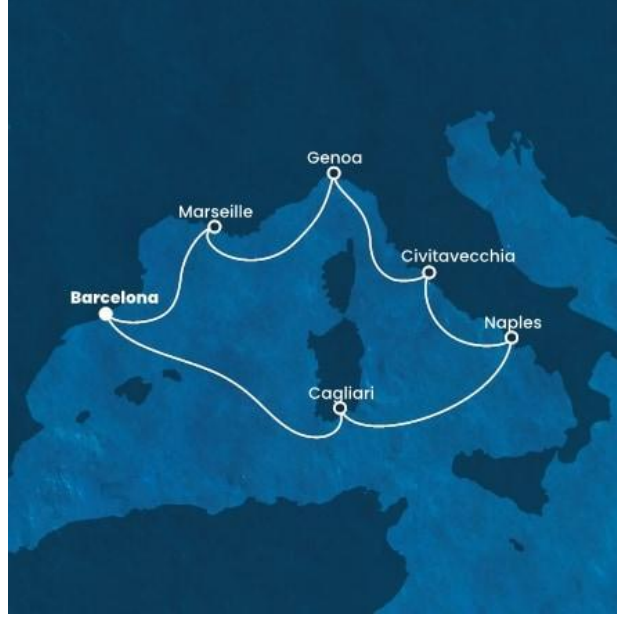 Genoa
Marseille
Civitavecchia
Barcelona
Naples
Cagliari